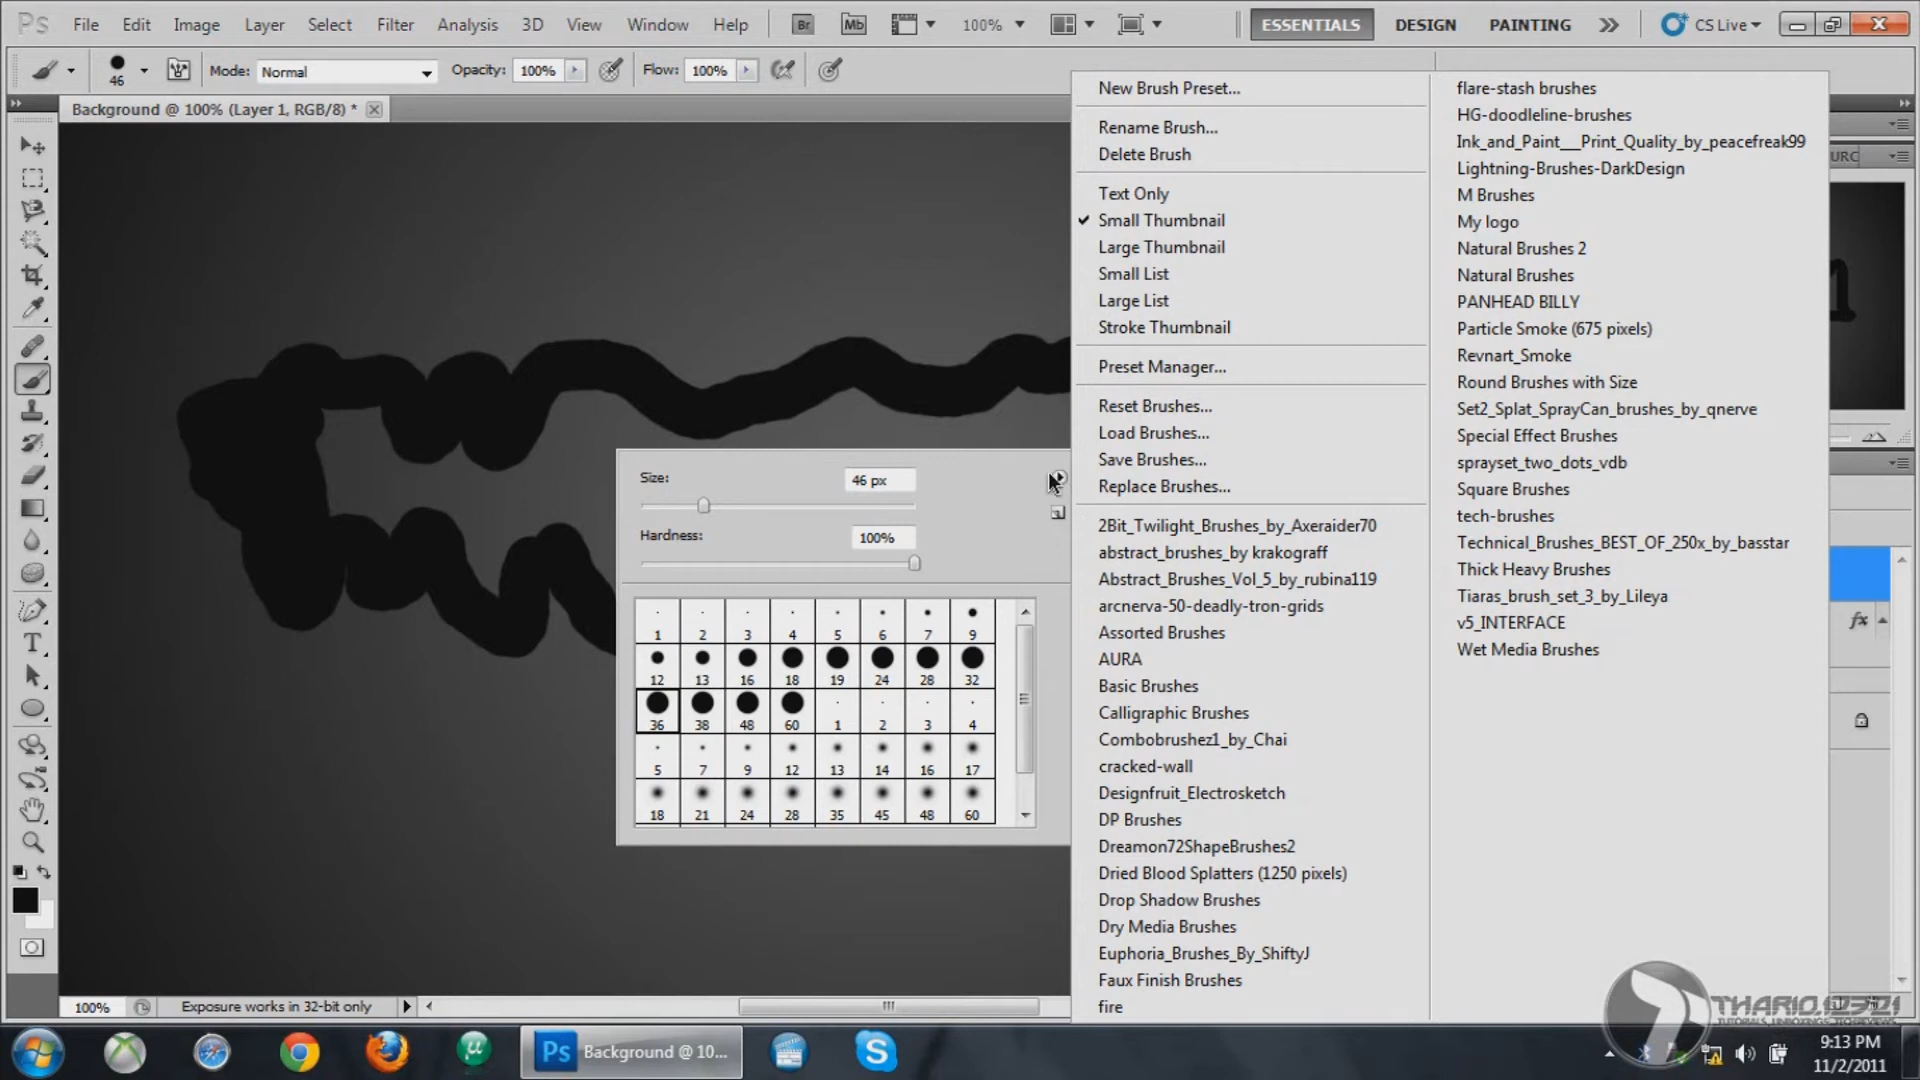 Ps File Edit Image Layer Select Filter Analysis 3D View Window Help Br Mb 100% ESSENTIALS DESIGN PAINTING CS Live
46 Mode: Normal Opacity: 100% Flow: 100%
Background @ 100% (Layer 1, RGB/8) *
New Brush Preset...
Rename Brush...
Delete Brush
Text Only
Small Thumbnail
Large Thumbnail
Small List
Large List
Stroke Thumbnail
Preset Manager...
Reset Brushes...
Load Brushes...
Save Brushes...
Replace Brushes...
2Bit_Twilight_Brushes_by_Axeraider70
abstract_brushes_by krakograff
Abstract_Brushes_Vol_5_by_rubina119
arcnerva-50-deadly-tron-grids
Assorted Brushes
AURA
Basic Brushes
Calligraphic Brushes
Combobrushez1_by_Chai
cracked-wall
Designfruit_Electrosketch
DP Brushes
Dreamon72ShapeBrushes2
Dried Blood Splatters (1250 pixels)
Drop Shadow Brushes
Dry Media Brushes
Euphoria_Brushes_By_ShiftyJ
Faux Finish Brushes
fire
flare-stash brushes
HG-doodleline-brushes
Ink_and_Paint___Print_Quality_by_peacefreak99
Lightning-Brushes-DarkDesign
M Brushes
My logo
Natural Brushes 2
Natural Brushes
PANHEAD BILLY
Particle Smoke (675 pixels)
Revnart_Smoke
Round Brushes with Size
Set2_Splat_SprayCan_brushes_by_qnerve
Special Effect Brushes
sprayset_two_dots_vdb
Square Brushes
tech-brushes
Technical_Brushes_BEST_OF_250x_by_basstar
Thick Heavy Brushes
Tiaras_brush_set_3_by_Lileya
v5_INTERFACE
Wet Media Brushes
URC
fx
Size: 46 px
Hardness: 100%
1 2 3 4 5 6 7 9
12 13 16 18 19 24 28 32
36 38 48 60 1 2 3 4
5 7 9 12 13 14 16 17
18 21 24 28 35 45 48 60
T
100% Exposure works in 32-bit only
THARIO12321
TUTORIALS, UNBOXINGS, TECH REVIEWS
Ps Background @ 10...
9:13 PM
11/2/2011